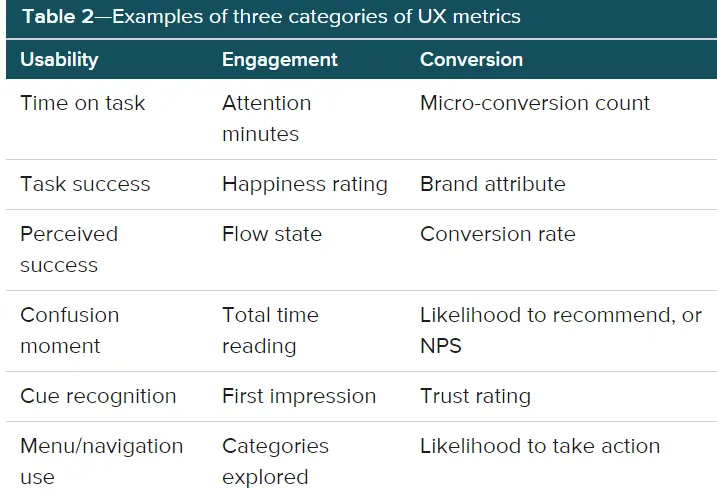 Table 2—Examples of three categories of UX metrics
Usability Engagement Conversion
Time on task Attention minutes Micro-conversion count
Task success Happiness rating Brand attribute
Perceived success Flow state Conversion rate
Confusion moment Total time reading Likelihood to recommend, or NPS
Cue recognition First impression Trust rating
Menu/navigation use Categories explored Likelihood to take action